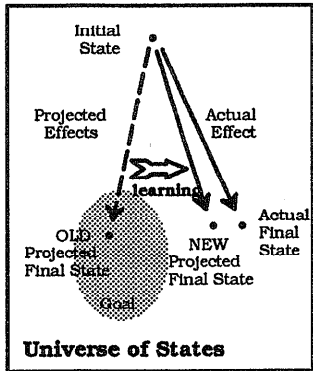 Initial
State
Projected
Effects
Actual
Effect
learning
OLD
Projected
Final State
NEW
Projected
Final State
Actual
Final
State
Goal
Universe of States